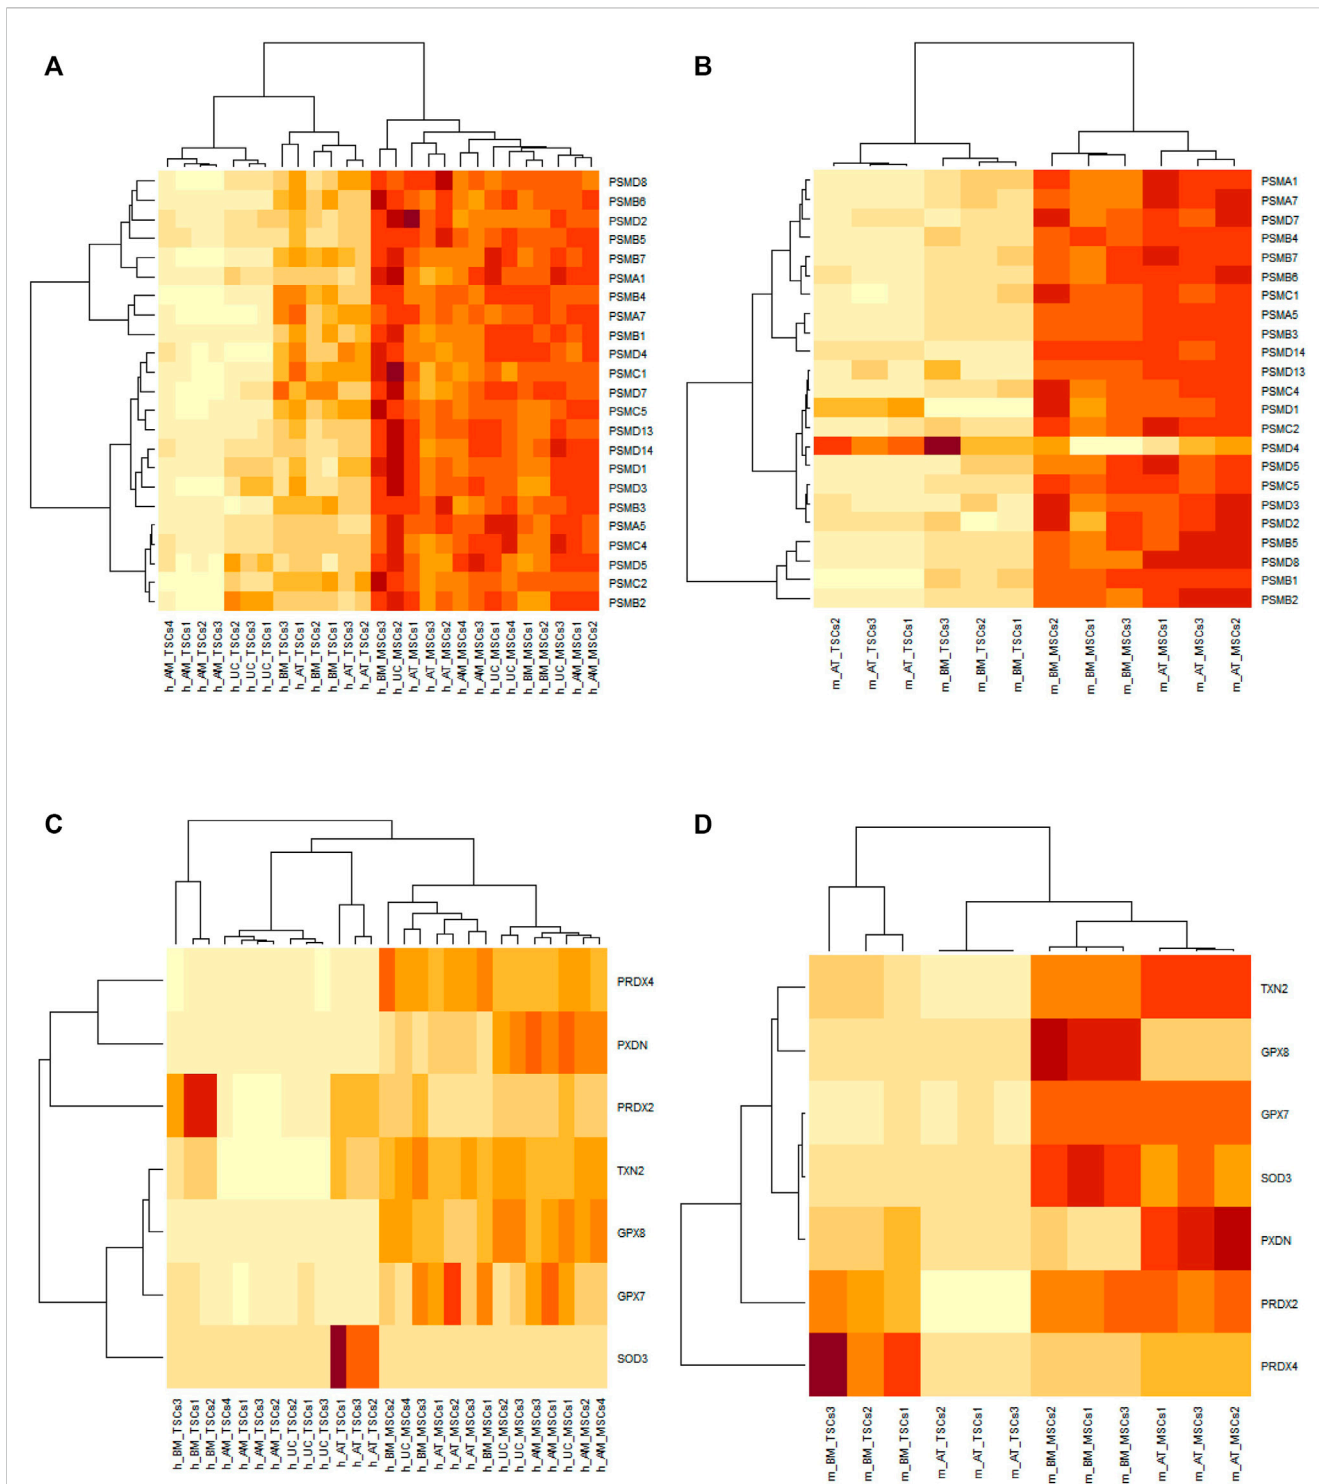 A
PSMD8
PSMB6
PSMD2
PSMB5
PSMB7
PSMA1
PSMB4
PSMA7
PSMB1
PSMD4
PSMC1
PSMD7
PSMC5
PSMD13
PSMD14
PSMD1
PSMD3
PSMB3
PSMA5
PSMC4
PSMD5
PSMC2
PSMB2
h_AM_TSCs4
h_AM_TSCs1
h_AM_TSCs2
h_AM_TSCs3
h_UC_TSCs2
h_UC_TSCs3
h_UC_TSCs1
h_BM_TSCs3
h_AT_TSCs1
h_BM_TSCs1
h_BM_TSCs2
h_AT_TSCs3
h_AT_TSCs2
h_BM_MSCs3
h_UC_MSCs2
h_AT_MSCs1
h_AT_MSCs3
h_AT_MSCs2
h_AM_MSCs4
h_AM_MSCs3
h_UC_MSCs1
h_UC_MSCs4
h_BM_MSCs1
h_BM_MSCs2
h_UC_MSCs3
h_AM_MSCs1
h_AM_MSCs2
B
PSMA1
PSMA7
PSMD7
PSMB4
PSMB7
PSMB6
PSMC1
PSMA5
PSMB3
PSMD14
PSMD13
PSMC4
PSMD1
PSMC2
PSMD4
PSMD5
PSMC5
PSMD3
PSMD2
PSMB5
PSMD8
PSMB1
PSMB2
m_AT_TSCs2
m_AT_TSCs3
m_AT_TSCs1
m_BM_TSCs3
m_BM_TSCs2
m_BM_TSCs1
m_BM_MSCs2
m_BM_MSCs1
m_BM_MSCs3
m_AT_MSCs1
m_AT_MSCs3
m_AT_MSCs2
C
PRDX4
PXDN
PRDX2
TXN2
GPX8
GPX7
SOD3
h_BM_TSCs3
h_BM_TSCs1
h_BM_TSCs2
h_AM_TSCs4
h_AM_TSCs1
h_AM_TSCs3
h_AM_TSCs2
h_UC_TSCs2
h_UC_TSCs1
h_UC_TSCs3
h_AT_TSCs1
h_AT_TSCs3
h_AT_TSCs2
h_BM_MSCs2
h_UC_MSCs4
h_BM_MSCs3
h_AT_MSCs1
h_AT_MSCs2
h_AT_MSCs3
h_BM_MSCs1
h_UC_MSCs2
h_UC_MSCs3
h_AM_MSCs3
h_AM_MSCs1
h_UC_MSCs1
h_AM_MSCs2
h_AM_MSCs4
D
TXN2
GPX8
GPX7
SOD3
PXDN
PRDX2
PRDX4
m_BM_TSCs3
m_BM_TSCs2
m_BM_TSCs1
m_AT_TSCs2
m_AT_TSCs1
m_AT_TSCs3
m_BM_MSCs2
m_BM_MSCs1
m_BM_MSCs3
m_AT_MSCs1
m_AT_MSCs3
m_AT_MSCs2